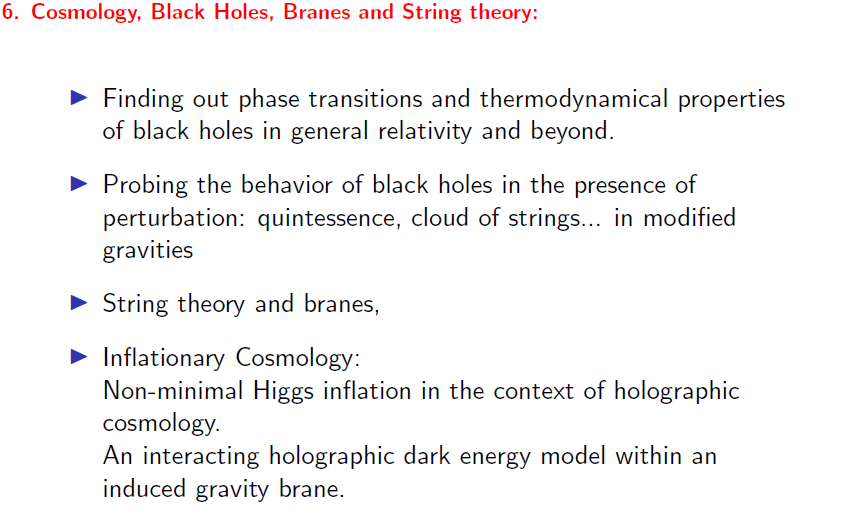 6. Cosmology, Black Holes, Branes and String theory:
▶ Finding out phase transitions and thermodynamical properties
of black holes in general relativity and beyond.
▶ Probing the behavior of black holes in the presence of
perturbation: quintessence, cloud of strings... in modified
gravities
▶ String theory and branes,
▶ Inflationary Cosmology:
Non-minimal Higgs inflation in the context of holographic
cosmology.
An interacting holographic dark energy model within an
induced gravity brane.